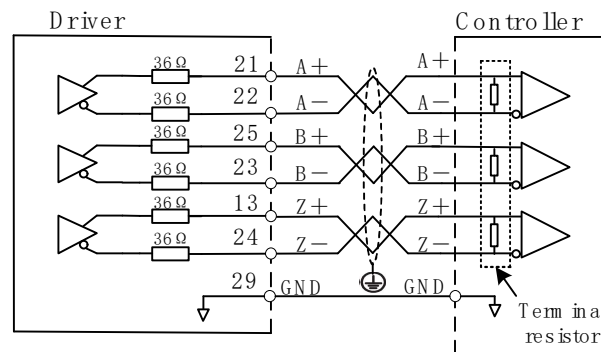 Driver
Controller
36Ω 21 A+ A+
36Ω 22 A- A-
36Ω 25 B+ B+
36Ω 23 B- B-
36Ω 13 Z+ Z+
36Ω 24 Z- Z-
29 GND GND
Termina
resistor